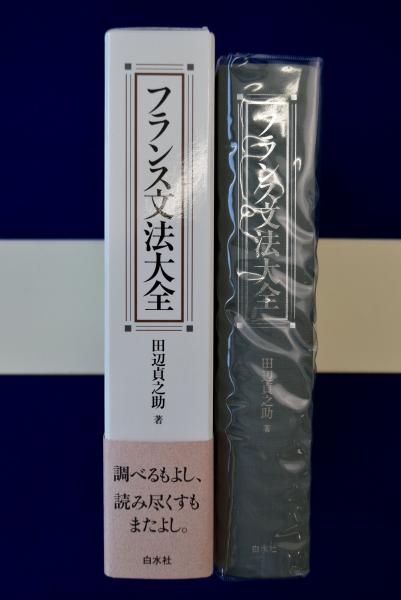 フランス文法大全
田辺貞之助 著
調べるもよし、
読み尽くすも
またよし。
白水社
フランス文法大全
田辺貞之助 著
白水社